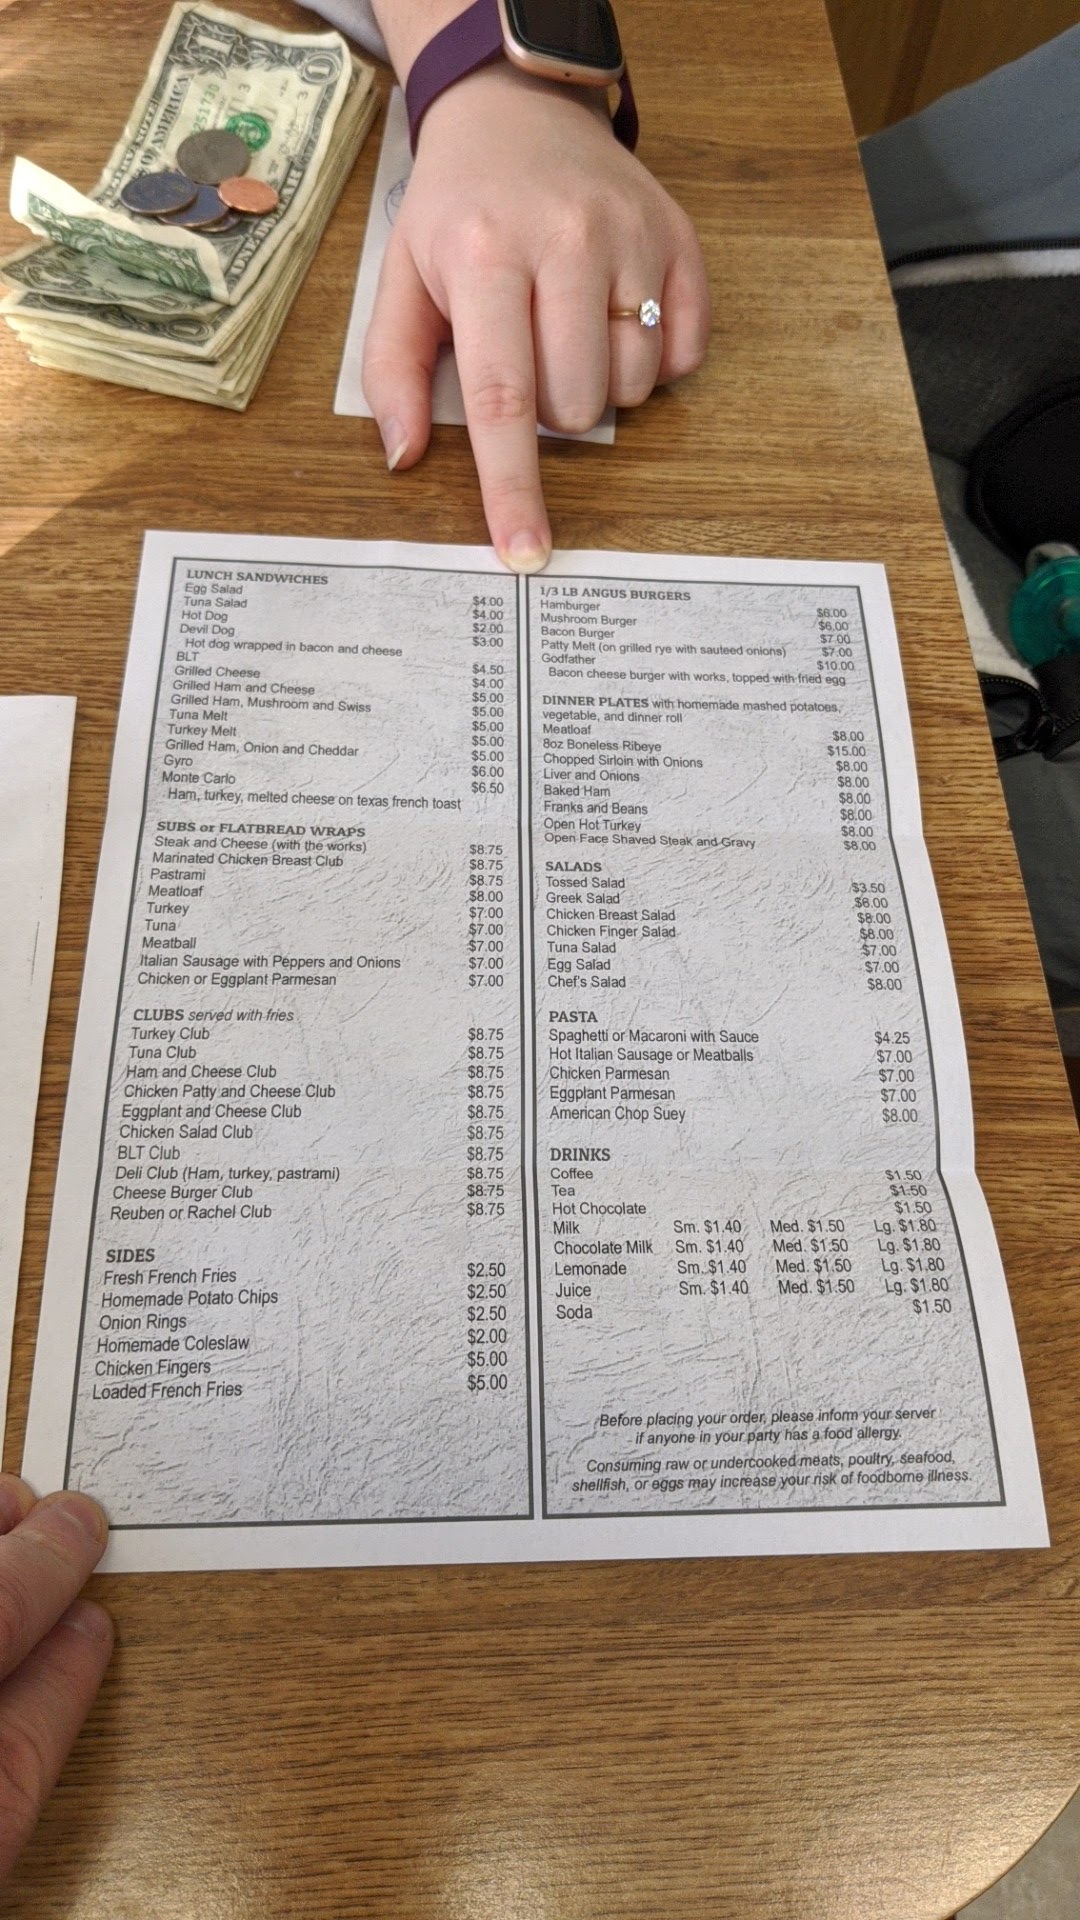 1
OF AMERICA
3
1
3
LUNCH SANDWICHES
Egg Salad $4.00
Tuna Salad $4.00
Hot Dog $2.00
Devil Dog $3.00
Hot dog wrapped in bacon and cheese
BLT $4.50
Grilled Cheese $4.00
Grilled Ham and Cheese $5.00
Grilled Ham, Mushroom and Swiss $5.00
Tuna Melt $5.00
Turkey Melt $5.00
Grilled Ham, Onion and Cheddar $5.00
Gyro $6.00
Monte Carlo $6.50
Ham, turkey, melted cheese on texas french toast
SUBS or FLATBREAD WRAPS
Steak and Cheese (with the works) $8.75
Marinated Chicken Breast Club $8.75
Pastrami $8.75
Meatloaf $8.00
Turkey $7.00
Tuna $7.00
Meatball $7.00
Italian Sausage with Peppers and Onions $7.00
Chicken or Eggplant Parmesan $7.00
CLUBS served with fries
Turkey Club $8.75
Tuna Club $8.75
Ham and Cheese Club $8.75
Chicken Patty and Cheese Club $8.75
Eggplant and Cheese Club $8.75
Chicken Salad Club $8.75
BLT Club $8.75
Deli Club (Ham, turkey, pastrami) $8.75
Cheese Burger Club $8.75
Reuben or Rachel Club $8.75
SIDES
Fresh French Fries $2.50
Homemade Potato Chips $2.50
Onion Rings $2.50
Homemade Coleslaw $2.00
Chicken Fingers $5.00
Loaded French Fries $5.00
1/3 LB ANGUS BURGERS
Hamburger $6.00
Mushroom Burger $6.00
Bacon Burger $7.00
Patty Melt (on grilled rye with sauteed onions) $7.00
Godfather $10.00
Bacon cheese burger with works, topped with fried egg
DINNER PLATES with homemade mashed potatoes,
vegetable, and dinner roll
Meatloaf $8.00
8oz Boneless Ribeye $15.00
Chopped Sirloin with Onions $8.00
Liver and Onions $8.00
Baked Ham $8.00
Franks and Beans $8.00
Open Hot Turkey $8.00
Open Face Shaved Steak and Gravy $8.00
SALADS
Tossed Salad $3.50
Greek Salad
Chicken Breast Salad $8.00
Chicken Finger Salad $8.00
Tuna Salad $7.00
Egg Salad $7.00
Chef's Salad $8.00
PASTA
Spaghetti or Macaroni with Sauce $4.25
Hot Italian Sausage or Meatballs $7.00
Chicken Parmesan $7.00
Eggplant Parmesan $7.00
American Chop Suey $8.00
DRINKS
Coffee $1.50
Tea $1.50
Hot Chocolate $1.50
Milk Sm. $1.40 Med. $1.50 Lg. $1.80
Chocolate Milk Sm. $1.40 Med. $1.50 Lg. $1.80
Lemonade Sm. $1.40 Med. $1.50 Lg. $1.80
Juice Sm. $1.40 Med. $1.50 Lg. $1.80
Soda $1.50
Before placing your order, please inform your server
if anyone in your party has a food allergy.
Consuming raw or undercooked meats, poultry, seafood,
shellfish, or eggs may increase your risk of foodborne illness.